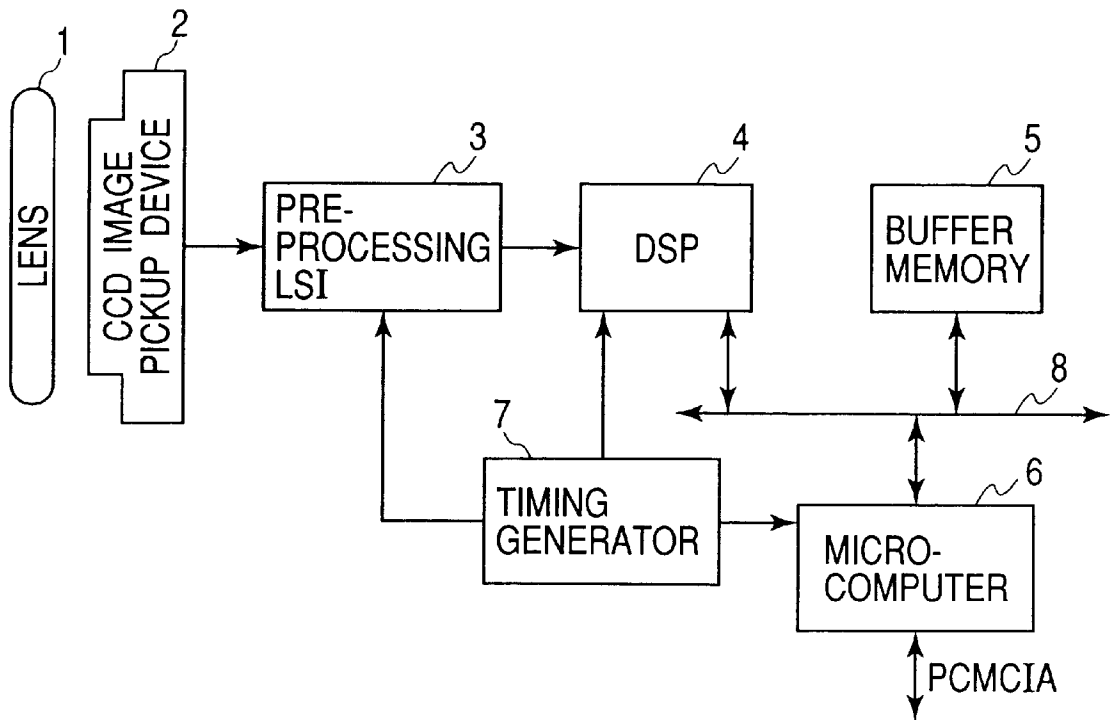 1
LENS
2
CCD IMAGE
PICKUP DEVICE
3
PRE-
PROCESSING
LSI
4
DSP
5
BUFFER
MEMORY
8
7
TIMING
GENERATOR
6
MICRO-
COMPUTER
PCMCIA